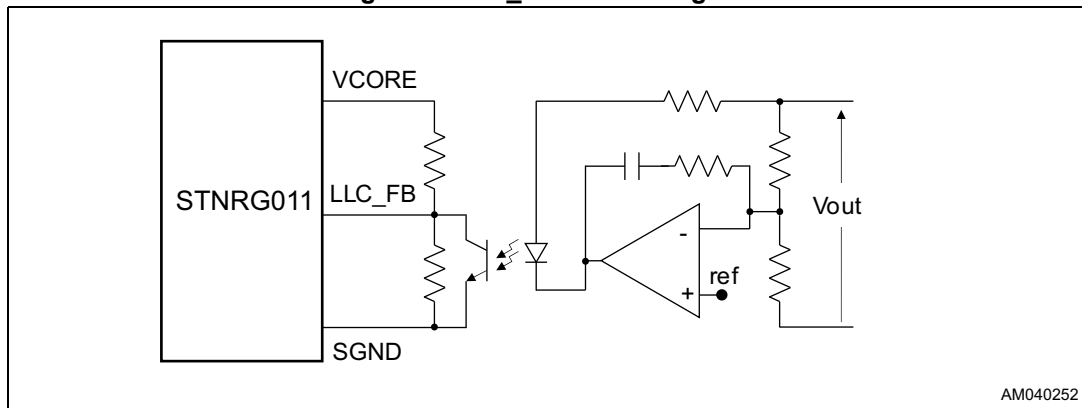 VCORE
STNRG011
LLC_FB
Vout
-
ref
+
SGND
AM040252